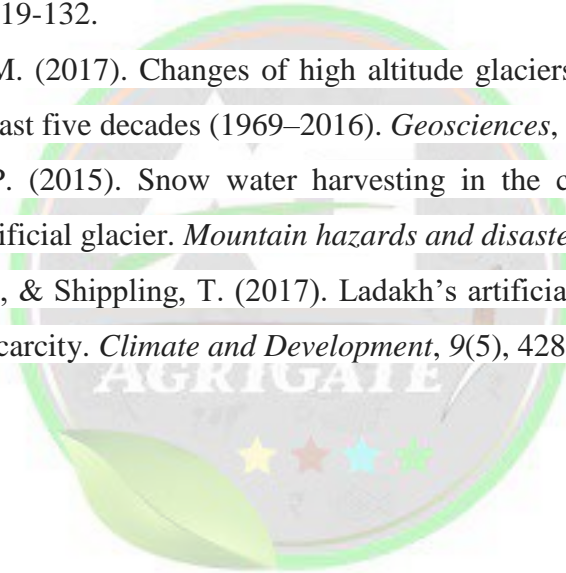 19-132.
M. (2017). Changes of high altitude glaciers
ast five decades (1969–2016). Geosciences,
P. (2015). Snow water harvesting in the c
ificial glacier. Mountain hazards and disaste
, & Shippling, T. (2017). Ladakh’s artificia
carcity. Climate and Development, 9(5), 428
AGRIGATE